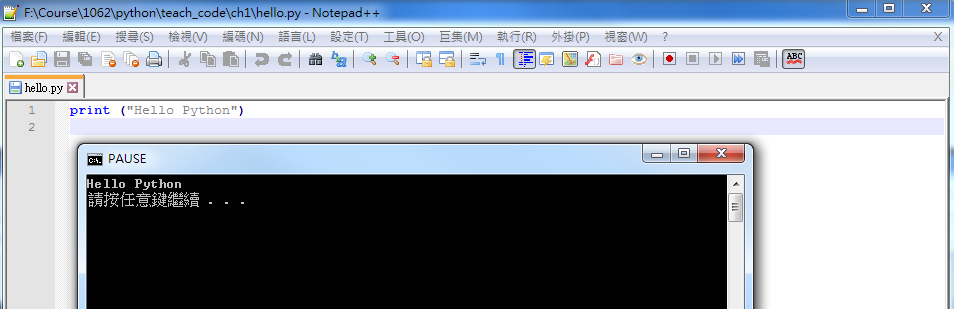 F:\Course\1062\python\teach_code\ch1\hello.py - Notepad++
檔案(F) 編輯(E) 搜尋(S) 檢視(V) 編碼(N) 語言(L) 設定(T) 工具(O) 巨集(M) 執行(R) 外掛(P) 視窗(W) ? X
ABC
hello.py
1 print ("Hello Python")
2
C:\. PAUSE
Hello Python
請按任意鍵繼續 . . .